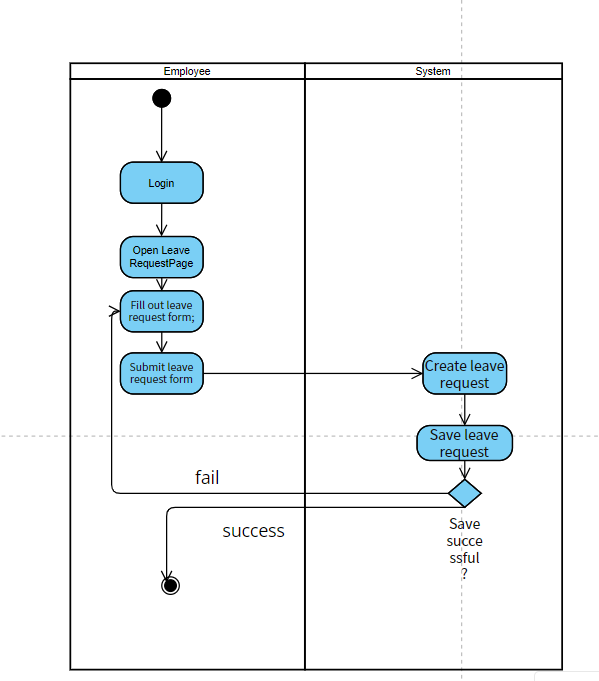 Employee
System
Login
Open Leave
RequestPage
Fill out leave
request form;
Submit leave
request form
Create leave
request
Save leave
request
fail
success
Save
succe
ssful
?